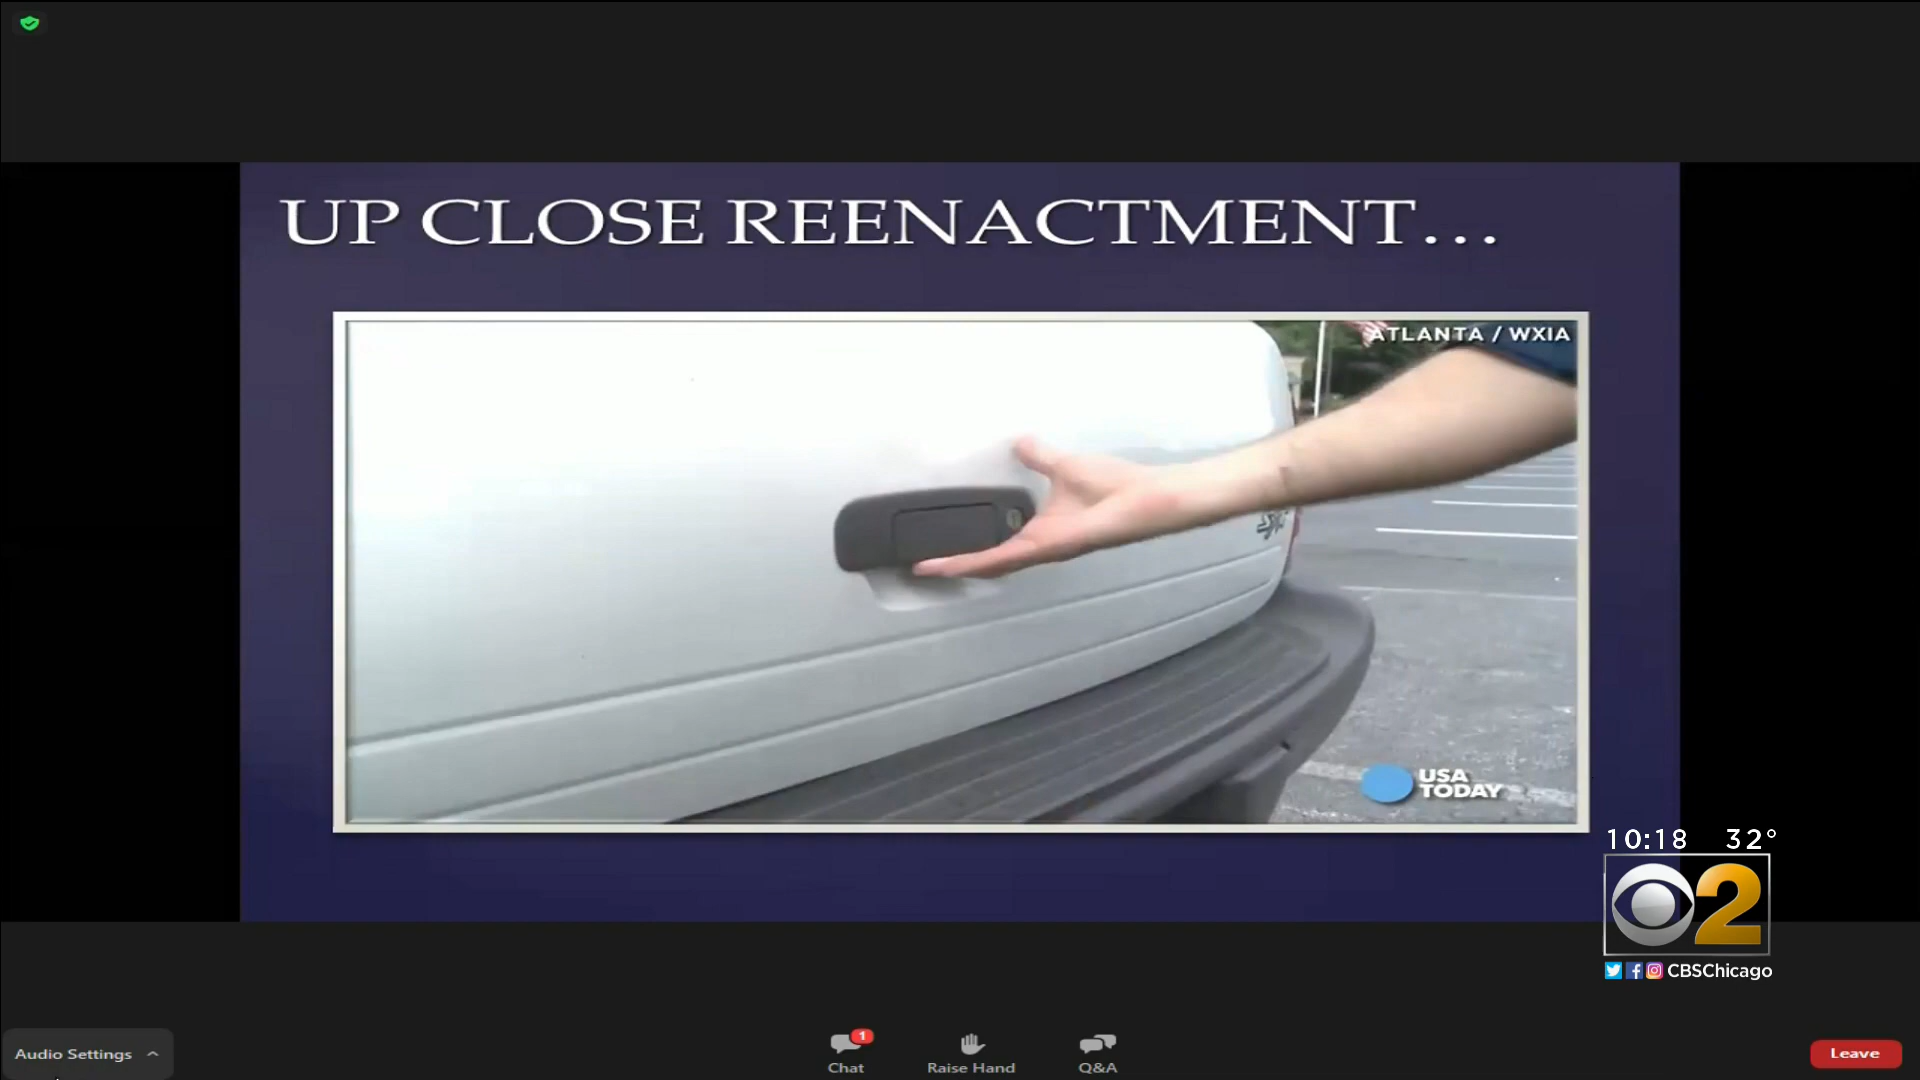 UP CLOSE REENACTMENT...
ATLANTA / WXIA
USA
TODAY
10:18 32°
2
CBSChicago
Audio Settings
1
Chat
Raise Hand
Q&A
Leave